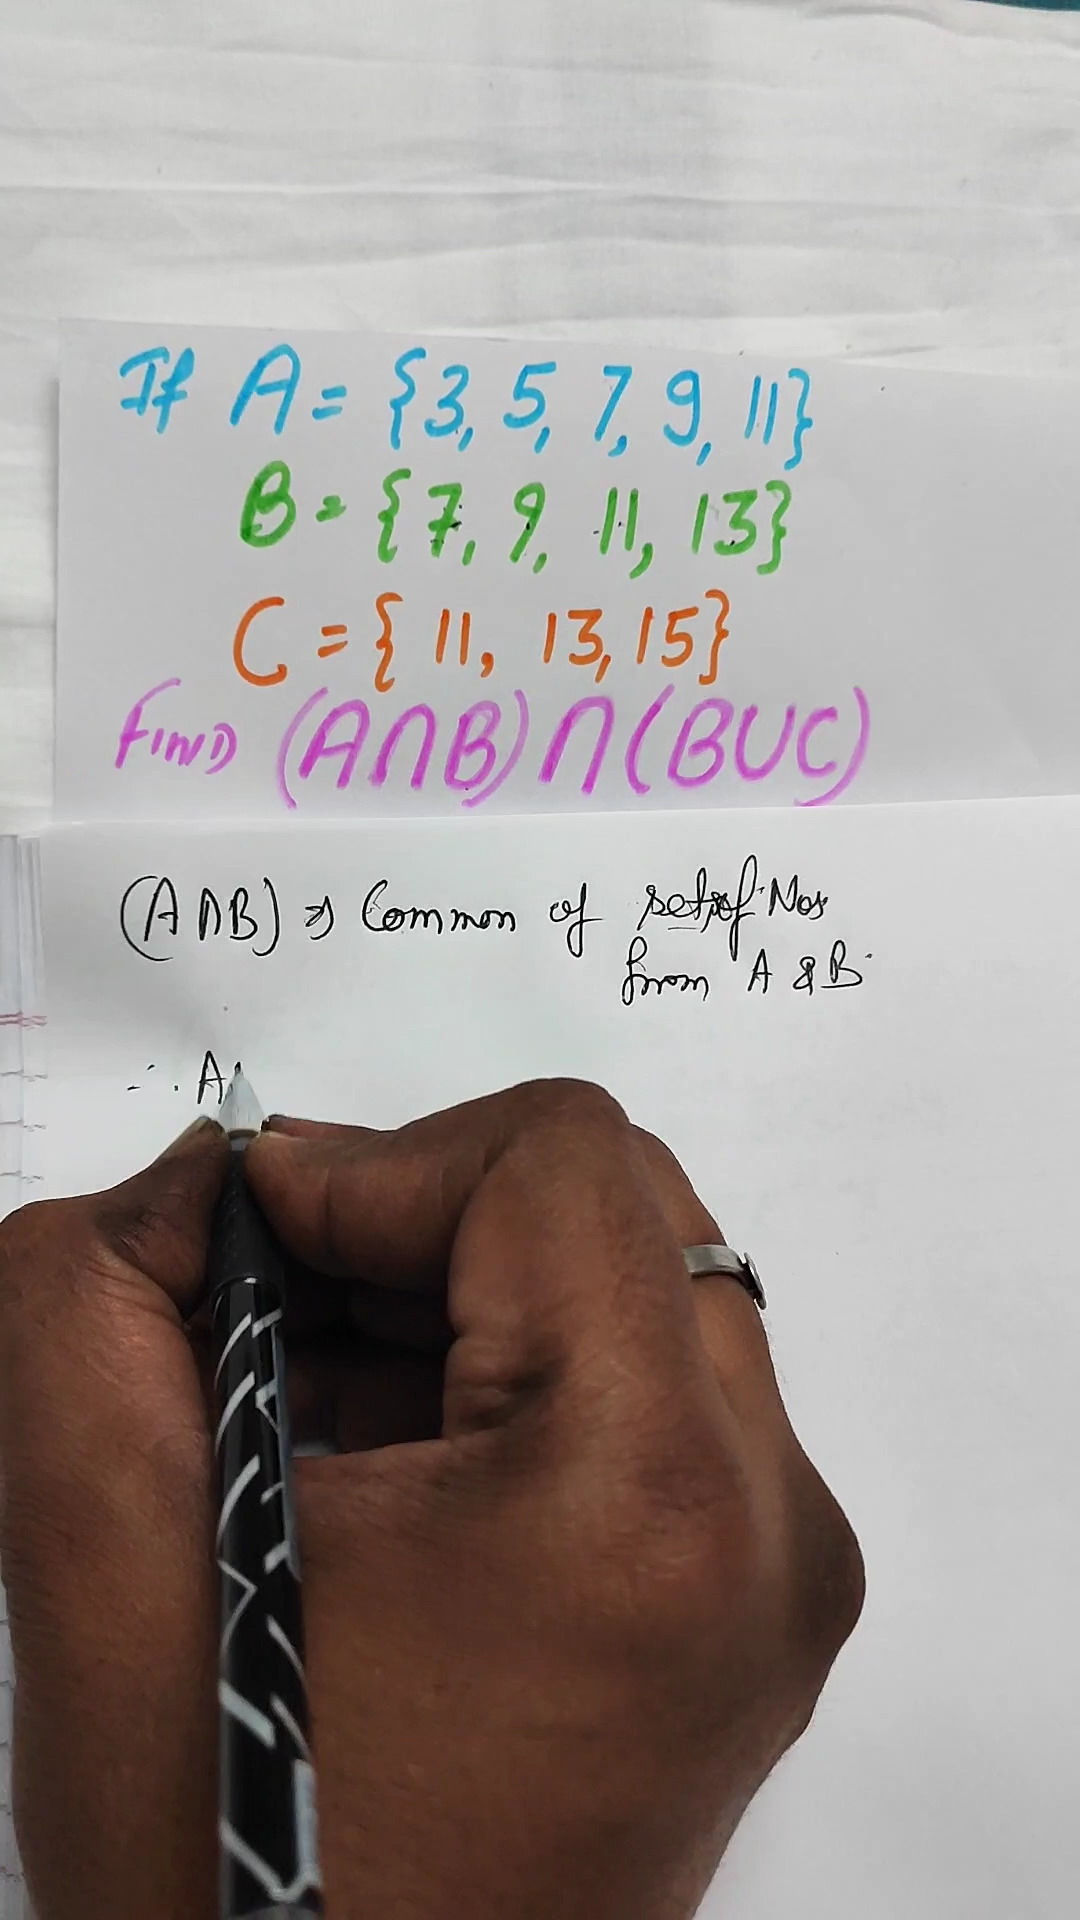 If A = {3, 5, 7, 9, 11}
B = {7, 9, 11, 13}
C = {11, 13, 15}
Find (A∩B)∩(B∪C)
(A∩B) ⇒ Common of set of Nos
from A & B.
∴ A